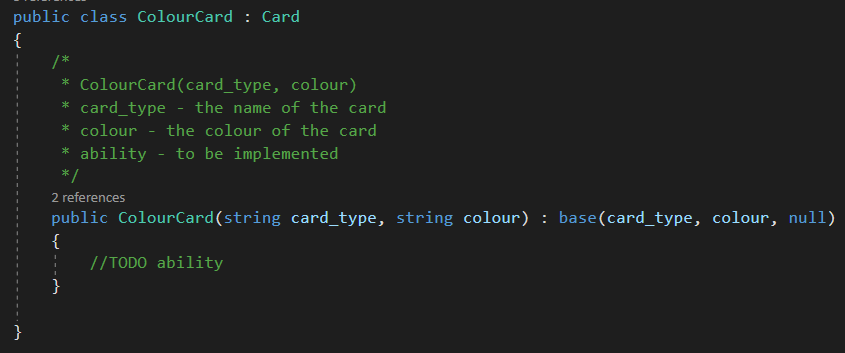 references
public class ColourCard : Card
{
/*
* ColourCard(card_type, colour)
* card_type - the name of the card
* colour - the colour of the card
* ability - to be implemented
*/
2 references
public ColourCard(string card_type, string colour) : base(card_type, colour, null)
{
//TODO ability
}
}